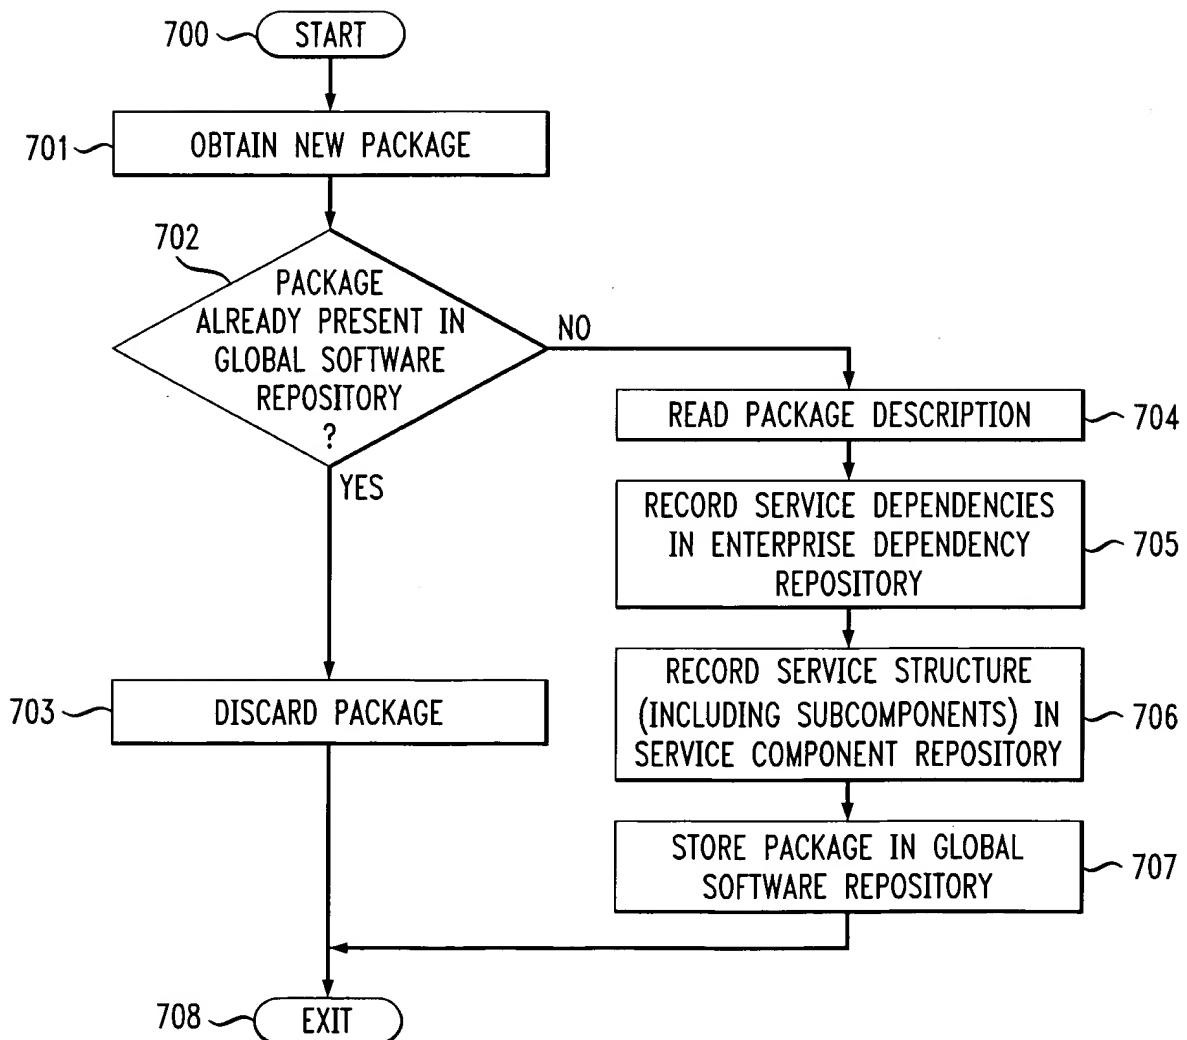 700
START
701
OBTAIN NEW PACKAGE
702
PACKAGE
ALREADY PRESENT IN
GLOBAL SOFTWARE
REPOSITORY
?
NO
YES
703
DISCARD PACKAGE
READ PACKAGE DESCRIPTION
704
RECORD SERVICE DEPENDENCIES
IN ENTERPRISE DEPENDENCY
REPOSITORY
705
RECORD SERVICE STRUCTURE
(INCLUDING SUBCOMPONENTS) IN
SERVICE COMPONENT REPOSITORY
706
STORE PACKAGE IN GLOBAL
SOFTWARE REPOSITORY
707
708
EXIT